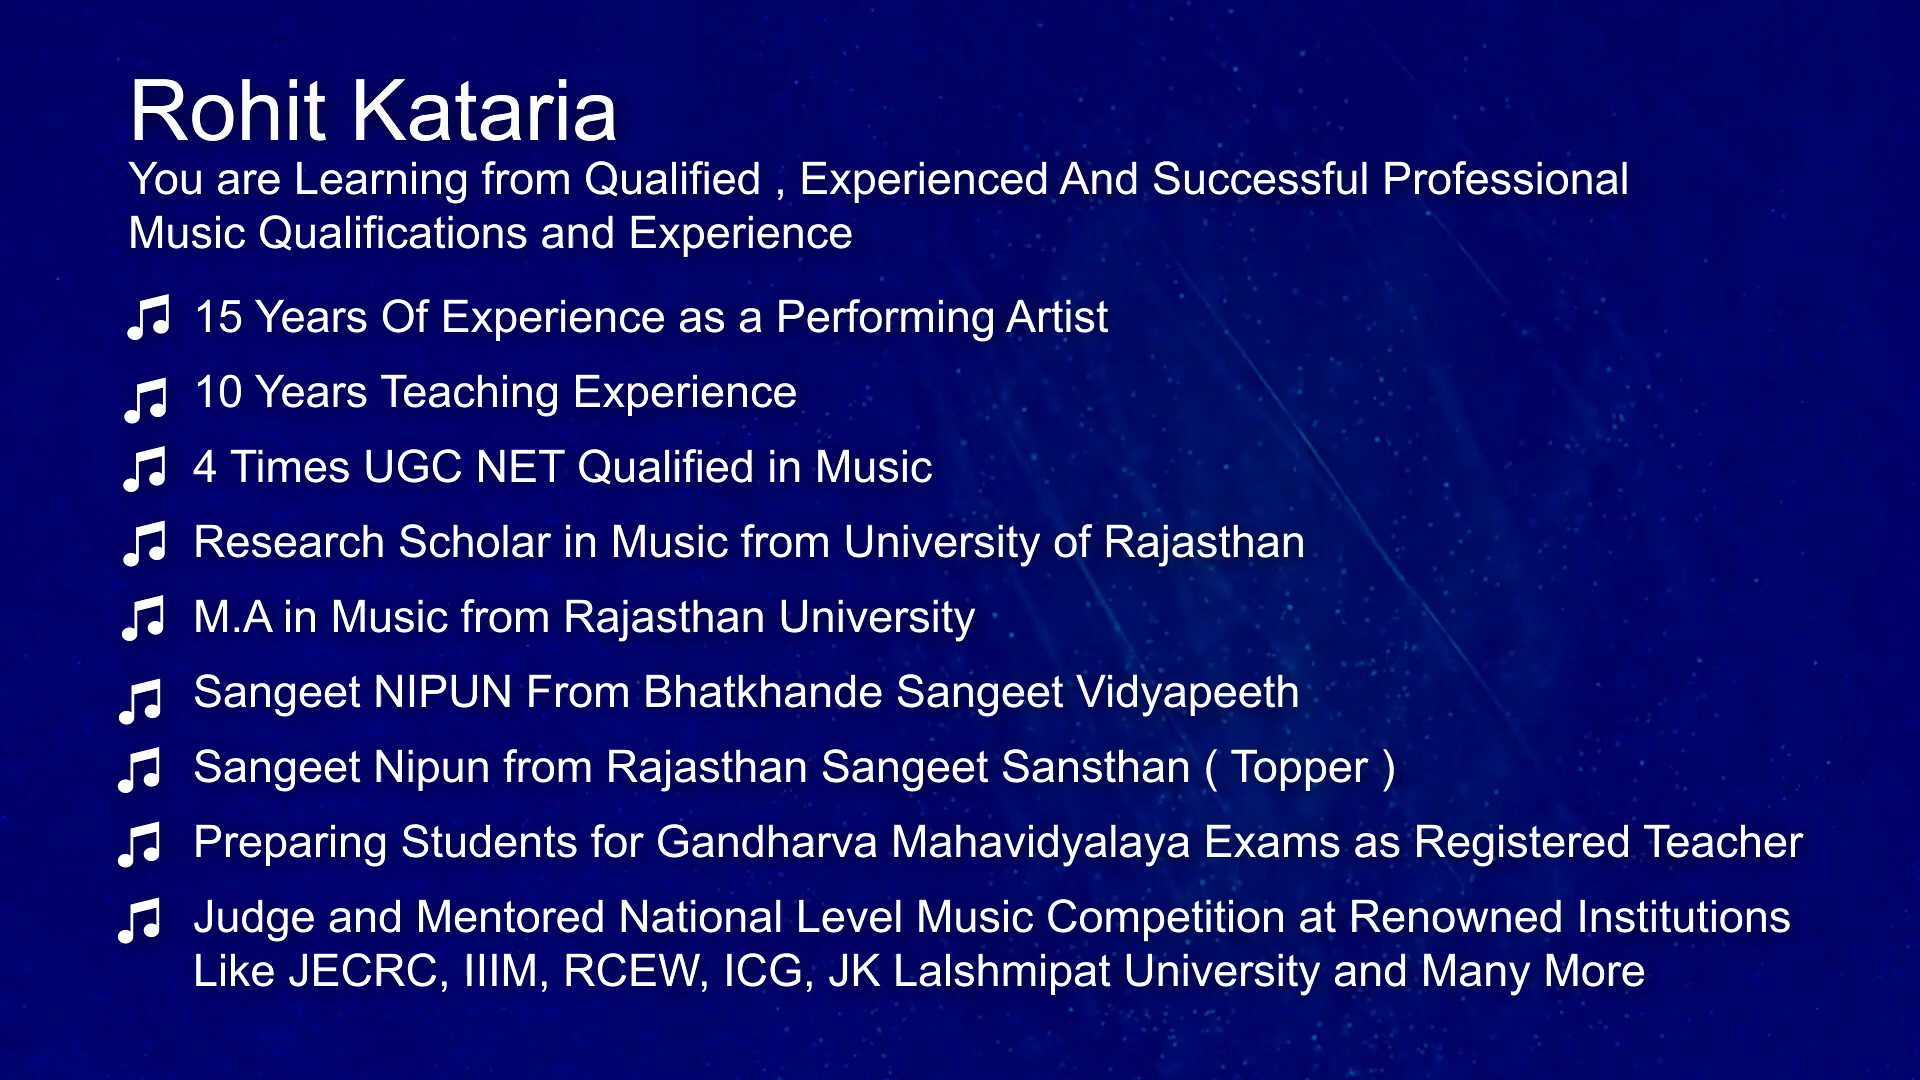 Rohit Kataria
You are Learning from Qualified , Experienced And Successful Professional
Music Qualifications and Experience
15 Years Of Experience as a Performing Artist
10 Years Teaching Experience
4 Times UGC NET Qualified in Music
Research Scholar in Music from University of Rajasthan
M.A in Music from Rajasthan University
Sangeet NIPUN From Bhatkhande Sangeet Vidyapeeth
Sangeet Nipun from Rajasthan Sangeet Sansthan ( Topper )
Preparing Students for Gandharva Mahavidyalaya Exams as Registered Teacher
Judge and Mentored National Level Music Competition at Renowned Institutions
Like JECRC, IIIM, RCEW, ICG, JK Lalshmipat University and Many More